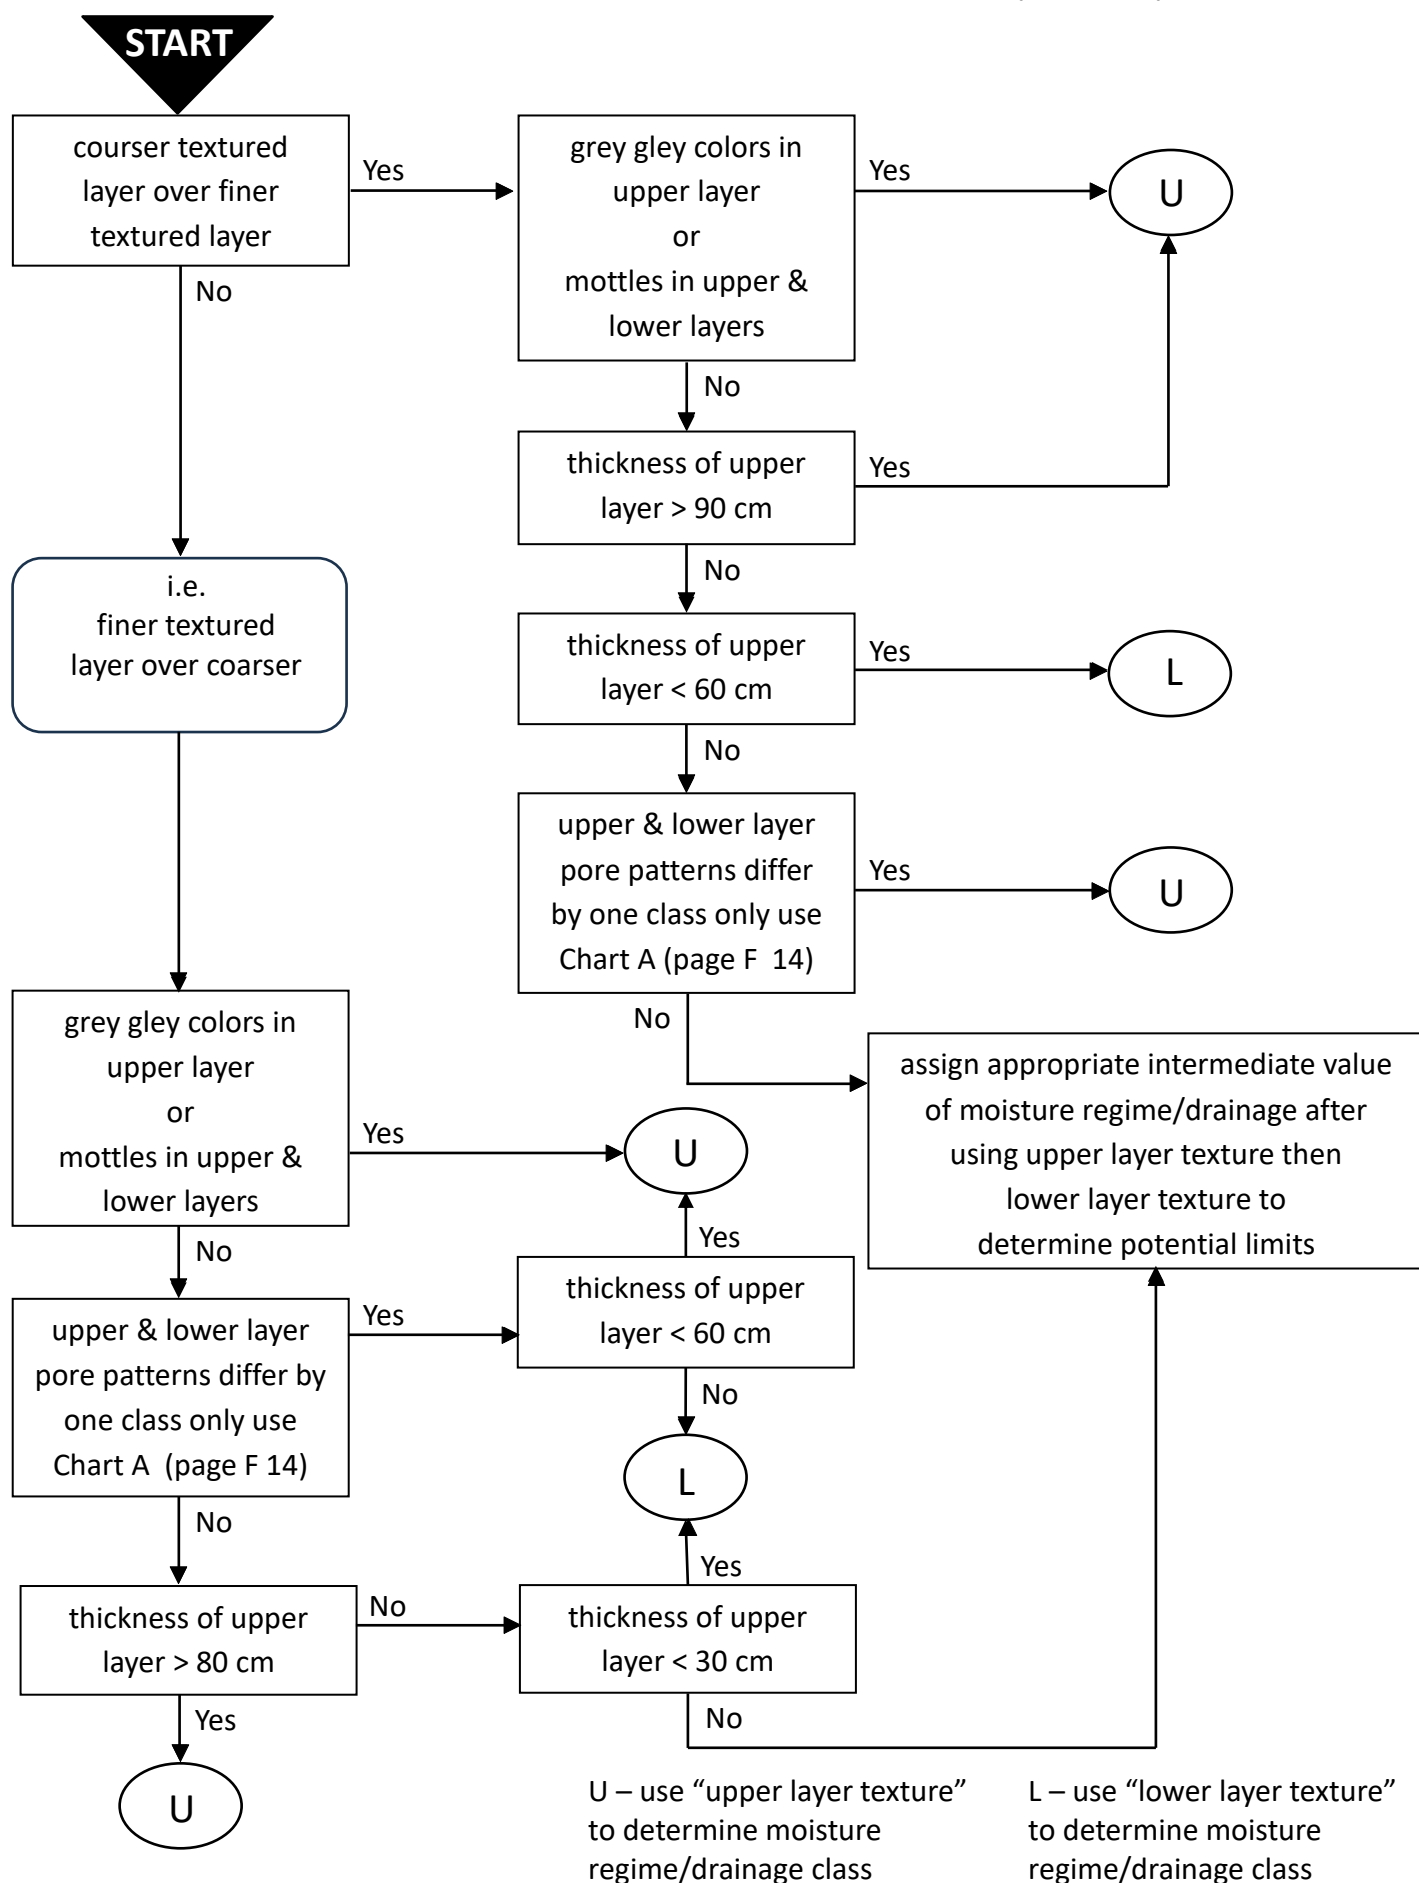 START
courser textured
layer over finer
textured layer
Yes
No
grey gley colors in
upper layer
or
mottles in upper &
lower layers
Yes
U
No
thickness of upper
layer > 90 cm
Yes
No
thickness of upper
layer < 60 cm
Yes
L
No
upper & lower layer
pore patterns differ
by one class only use
Chart A (page F 14)
Yes
U
No
assign appropriate intermediate value
of moisture regime/drainage after
using upper layer texture then
lower layer texture to
determine potential limits
i.e.
finer textured
layer over coarser
grey gley colors in
upper layer
or
mottles in upper &
lower layers
Yes
U
No
upper & lower layer
pore patterns differ by
one class only use
Chart A (page F 14)
Yes
Yes
thickness of upper
layer < 60 cm
No
L
No
thickness of upper
layer > 80 cm
No
Yes
thickness of upper
layer < 30 cm
No
Yes
U
U – use “upper layer texture”
to determine moisture
regime/drainage class
L – use “lower layer texture”
to determine moisture
regime/drainage class